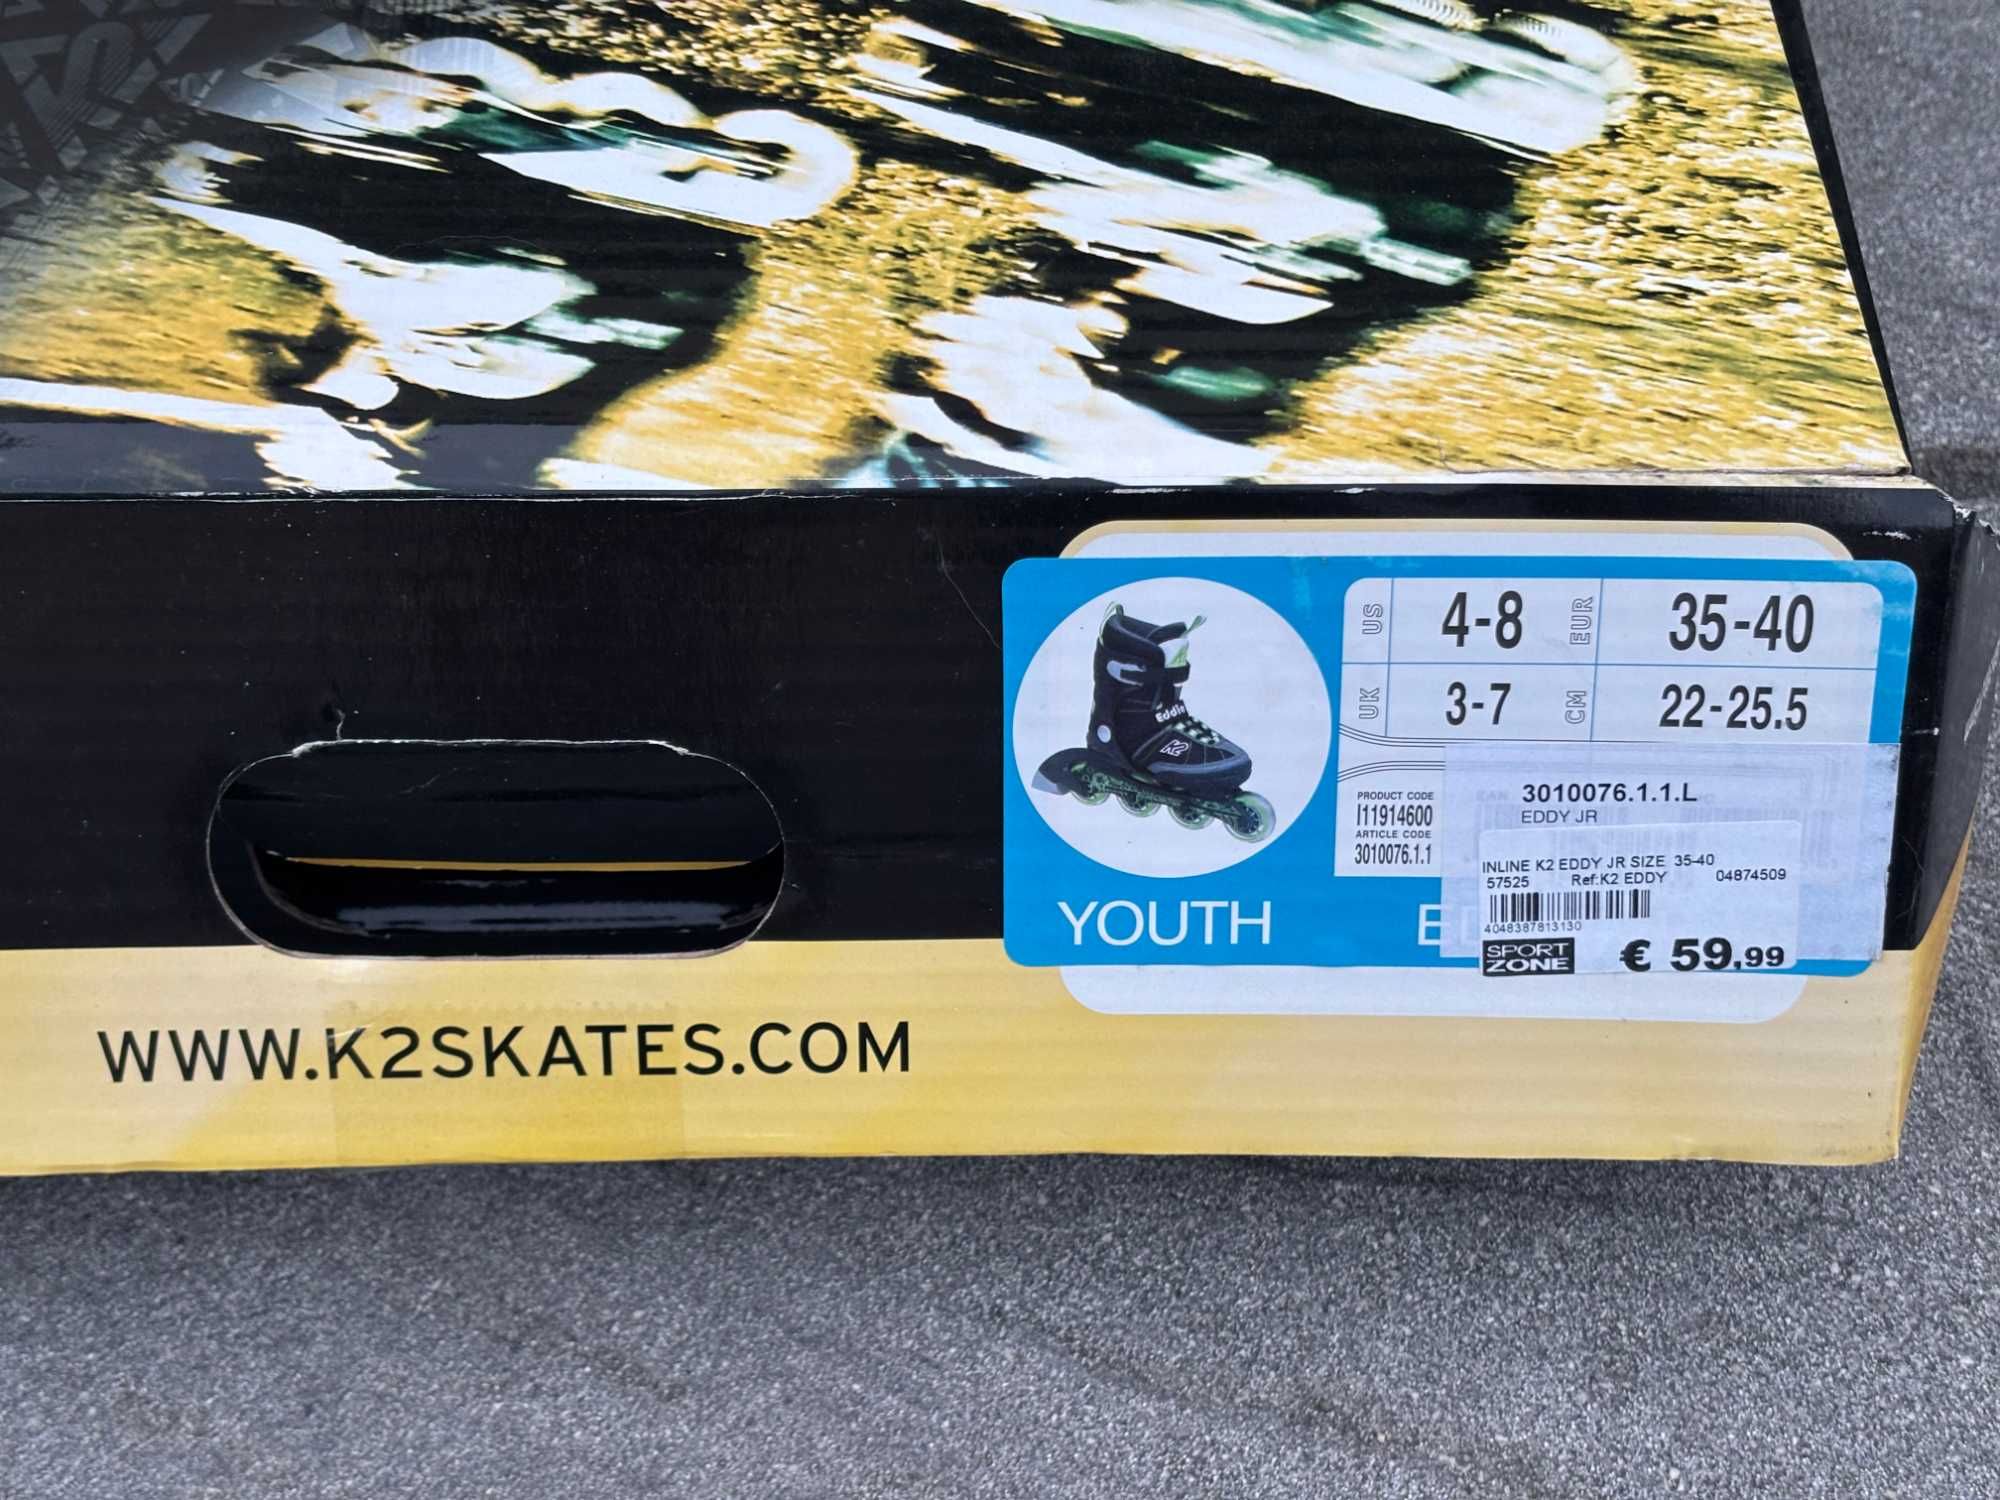 US 4-8 EUR 35-40
UK 3-7 CM 22-25.5
Eddie
K2
PRODUCT CODE
I11914600
ARTICLE CODE
3010076.1.1
3010076.1.1.L
EDDY JR
INLINE K2 EDDY JR SIZE 35-40
57525 Ref:K2 EDDY 04874509
4048387813130
SPORT
ZONE
€ 59,99
YOUTH
WWW.K2SKATES.COM